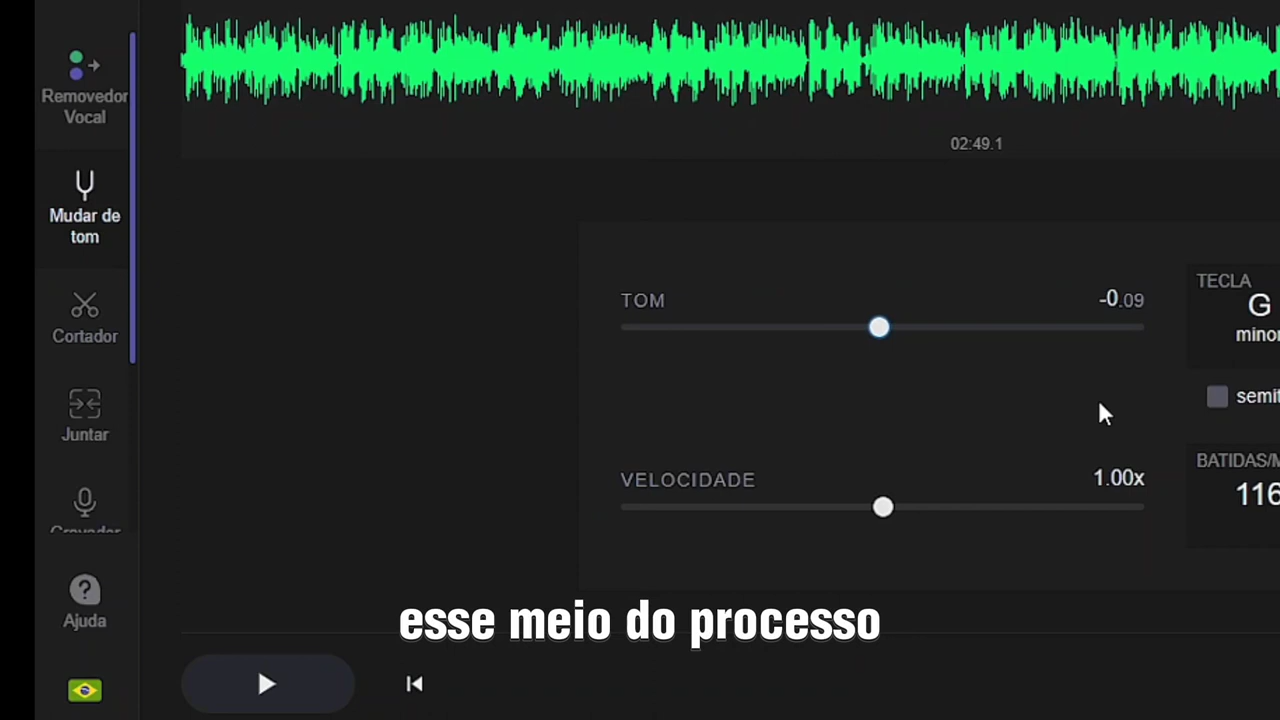 Removedor
Vocal
Mudar de
tom
Cortador
Juntar
Gravador
Ajuda
02:49.1
TOM
-0.09
TECLA
G
minor
semit
VELOCIDADE
1.00x
BATIDAS/M
116
esse meio do processo